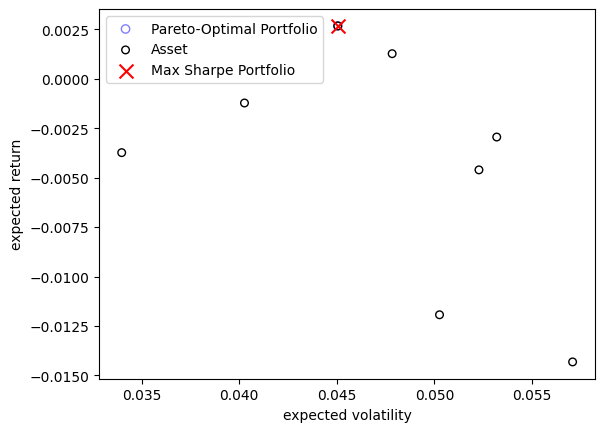 Pareto-Optimal Portfolio
Asset
Max Sharpe Portfolio
0.0025
0.0000
−0.0025
−0.0050
−0.0075
−0.0100
−0.0125
−0.0150
expected return
0.035 0.040 0.045 0.050 0.055
expected volatility